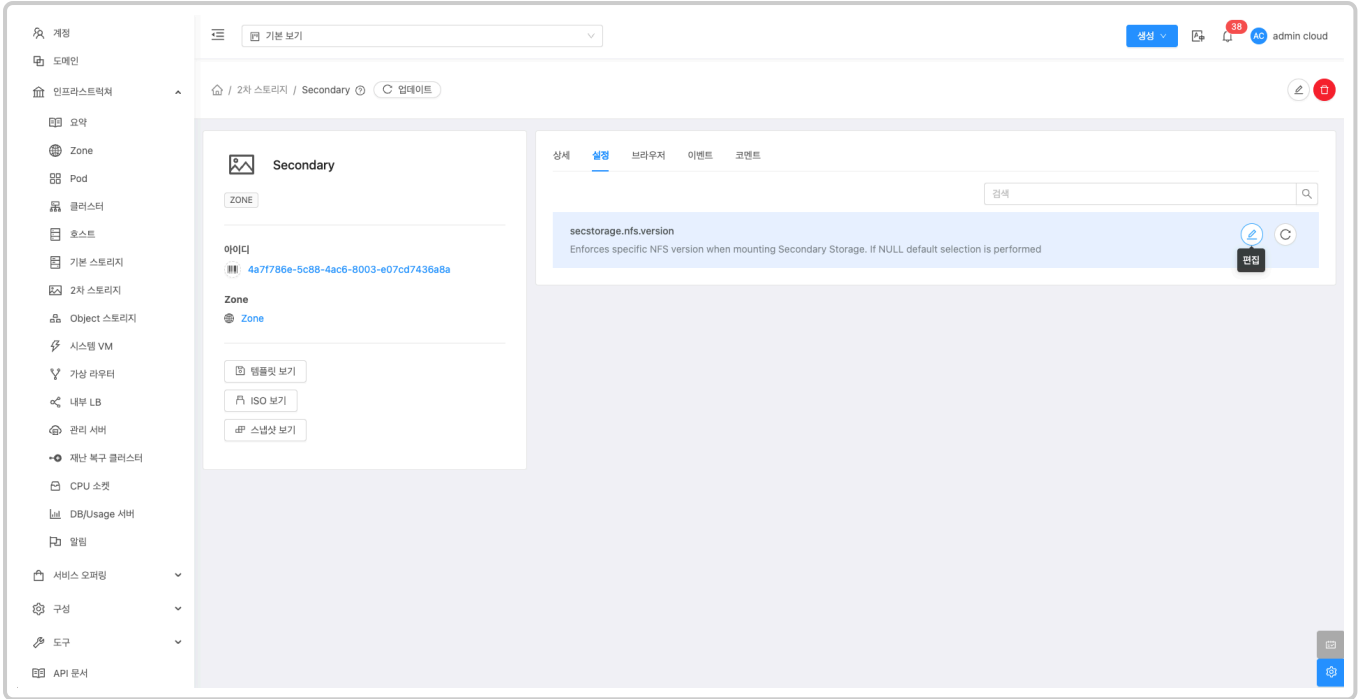 계정
도메인
인프라스트럭쳐
요약
Zone
Pod
클러스터
호스트
기본 스토리지
2차 스토리지
Object 스토리지
시스템 VM
가상 라우터
내부 LB
관리 서버
재난 복구 클러스터
CPU 소켓
DB/Usage 서버
알림
서비스 오퍼링
구성
도구
API 문서
기본 보기
생성
38
AC
admin cloud
/ 2차 스토리지 / Secondary
업데이트
Secondary
ZONE
아이디
4a7f786e-5c88-4ac6-8003-e07cd7436a8a
Zone
Zone
템플릿 보기
ISO 보기
스냅샷 보기
상세 설정 브라우저 이벤트 코멘트
검색
secstorage.nfs.version
Enforces specific NFS version when mounting Secondary Storage. If NULL default selection is performed
편집